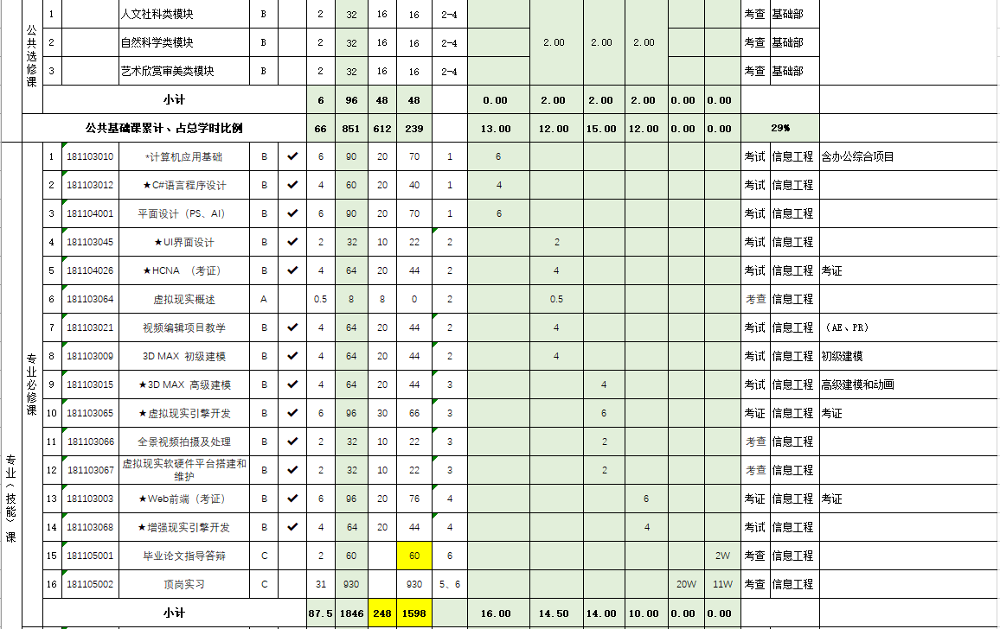 公共选修课
1 人文社科类模块 B 2 32 16 16 2-4 考查 基础部
2 自然科学类模块 B 2 32 16 16 2-4 2.00 2.00 2.00 考查 基础部
3 艺术欣赏审美类模块 B 2 32 16 16 2-4 考查 基础部
小计 6 96 48 48 0.00 2.00 2.00 2.00 0.00 0.00
公共基础课累计、占总学时比例 66 851 612 239 13.00 12.00 15.00 12.00 0.00 0.00 29%
专业（技能）课
专业必修课
1 181103010 *计算机应用基础 B ✔ 6 90 20 70 1 6 考试 信息工程 含办公综合项目
2 181103012 ★C#语言程序设计 B ✔ 4 60 20 40 1 4 考试 信息工程
3 181104001 平面设计（PS、AI） B ✔ 6 90 20 70 1 6 考试 信息工程
4 181103045 ★UI界面设计 B ✔ 2 32 10 22 2 2 考试 信息工程
5 181104026 ★HCNA （考证） B ✔ 4 64 20 44 2 4 考试 信息工程 考证
6 181103064 虚拟现实概述 A 0.5 8 8 0 2 0.5 考查 信息工程
7 181103021 视频编辑项目教学 B ✔ 4 64 20 44 2 4 考试 信息工程 （AE、PR）
8 181103009 3D MAX 初级建模 B ✔ 4 64 20 44 2 4 考试 信息工程 初级建模
9 181103015 ★3D MAX 高级建模 B ✔ 4 64 20 44 3 4 考试 信息工程 高级建模和动画
10 181103065 ★虚拟现实引擎开发 B ✔ 6 96 30 66 3 6 考证 信息工程 考证
11 181103066 全景视频拍摄及处理 B ✔ 2 32 10 22 3 2 考查 信息工程
12 181103067 虚拟现实软硬件平台搭建和
维护 B ✔ 2 32 10 22 3 2 考查 信息工程
13 181103003 ★Web前端（考证） B ✔ 6 96 20 76 4 6 考证 信息工程 考证
14 181103068 ★增强现实引擎开发 B ✔ 4 64 20 44 4 4 考试 信息工程
15 181105001 毕业论文指导答辩 C 2 60 60 6 2W 考查 信息工程
16 181105002 顶岗实习 C 31 930 930 5、6 20W 11W 考查 信息工程
小计 87.5 1846 248 1598 16.00 14.50 14.00 10.00 0.00 0.00